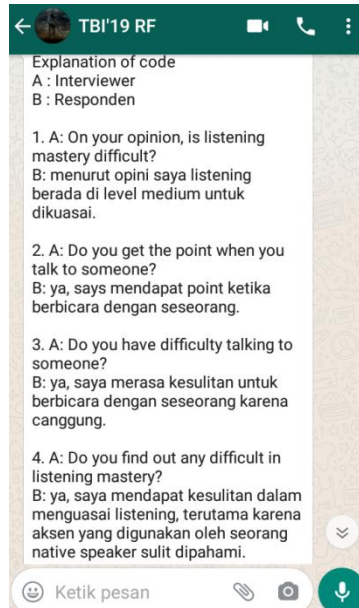 TBI'19 RF
Explanation of code
A : Interviewer
B : Responden
1. A: On your opinion, is listening
mastery difficult?
B: menurut opini saya listening
berada di level medium untuk
dikuasai.
2. A: Do you get the point when you
talk to someone?
B: ya, says mendapat point ketika
berbicara dengan seseorang.
3. A: Do you have difficulty talking to
someone?
B: ya, saya merasa kesulitan untuk
berbicara dengan seseorang karena
canggung.
4. A: Do you find out any difficult in
listening mastery?
B: ya, saya mendapat kesulitan dalam
menguasai listening, terutama karena
aksen yang digunakan oleh seorang
native speaker sulit dipahami.
Ketik pesan